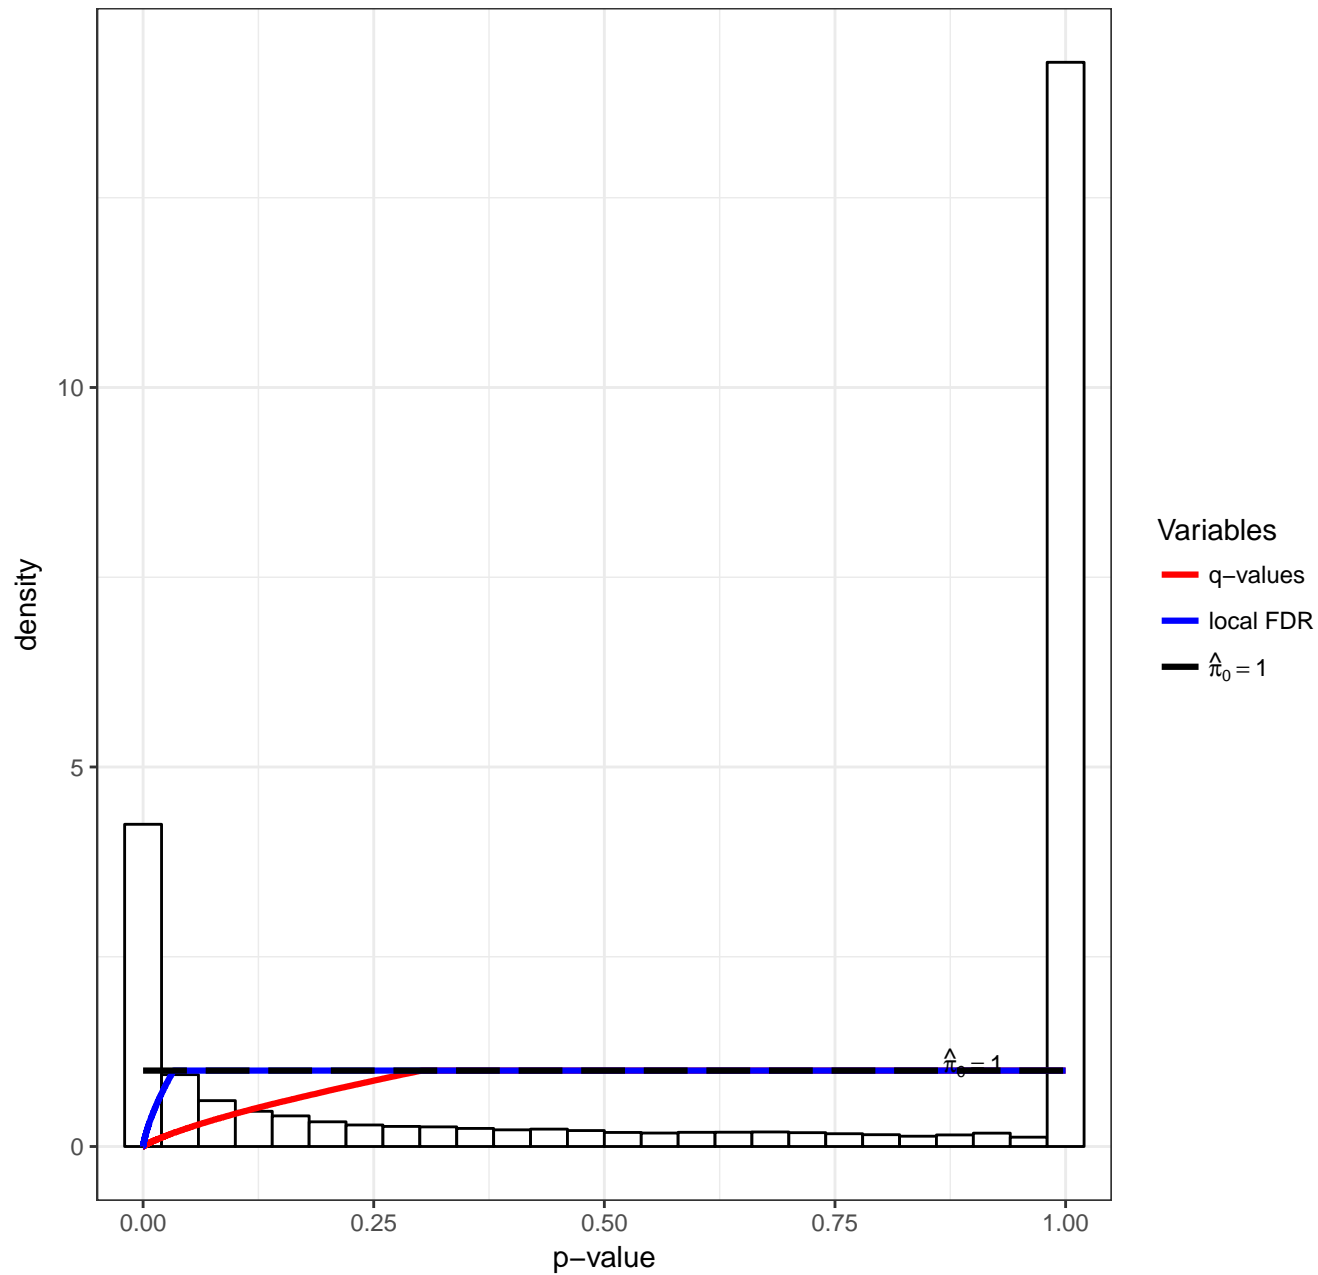 density
10
5
0
π̂₀ = 1
0.00 0.25 0.50 0.75 1.00
p−value
Variables
q−values
local FDR
π̂₀ = 1